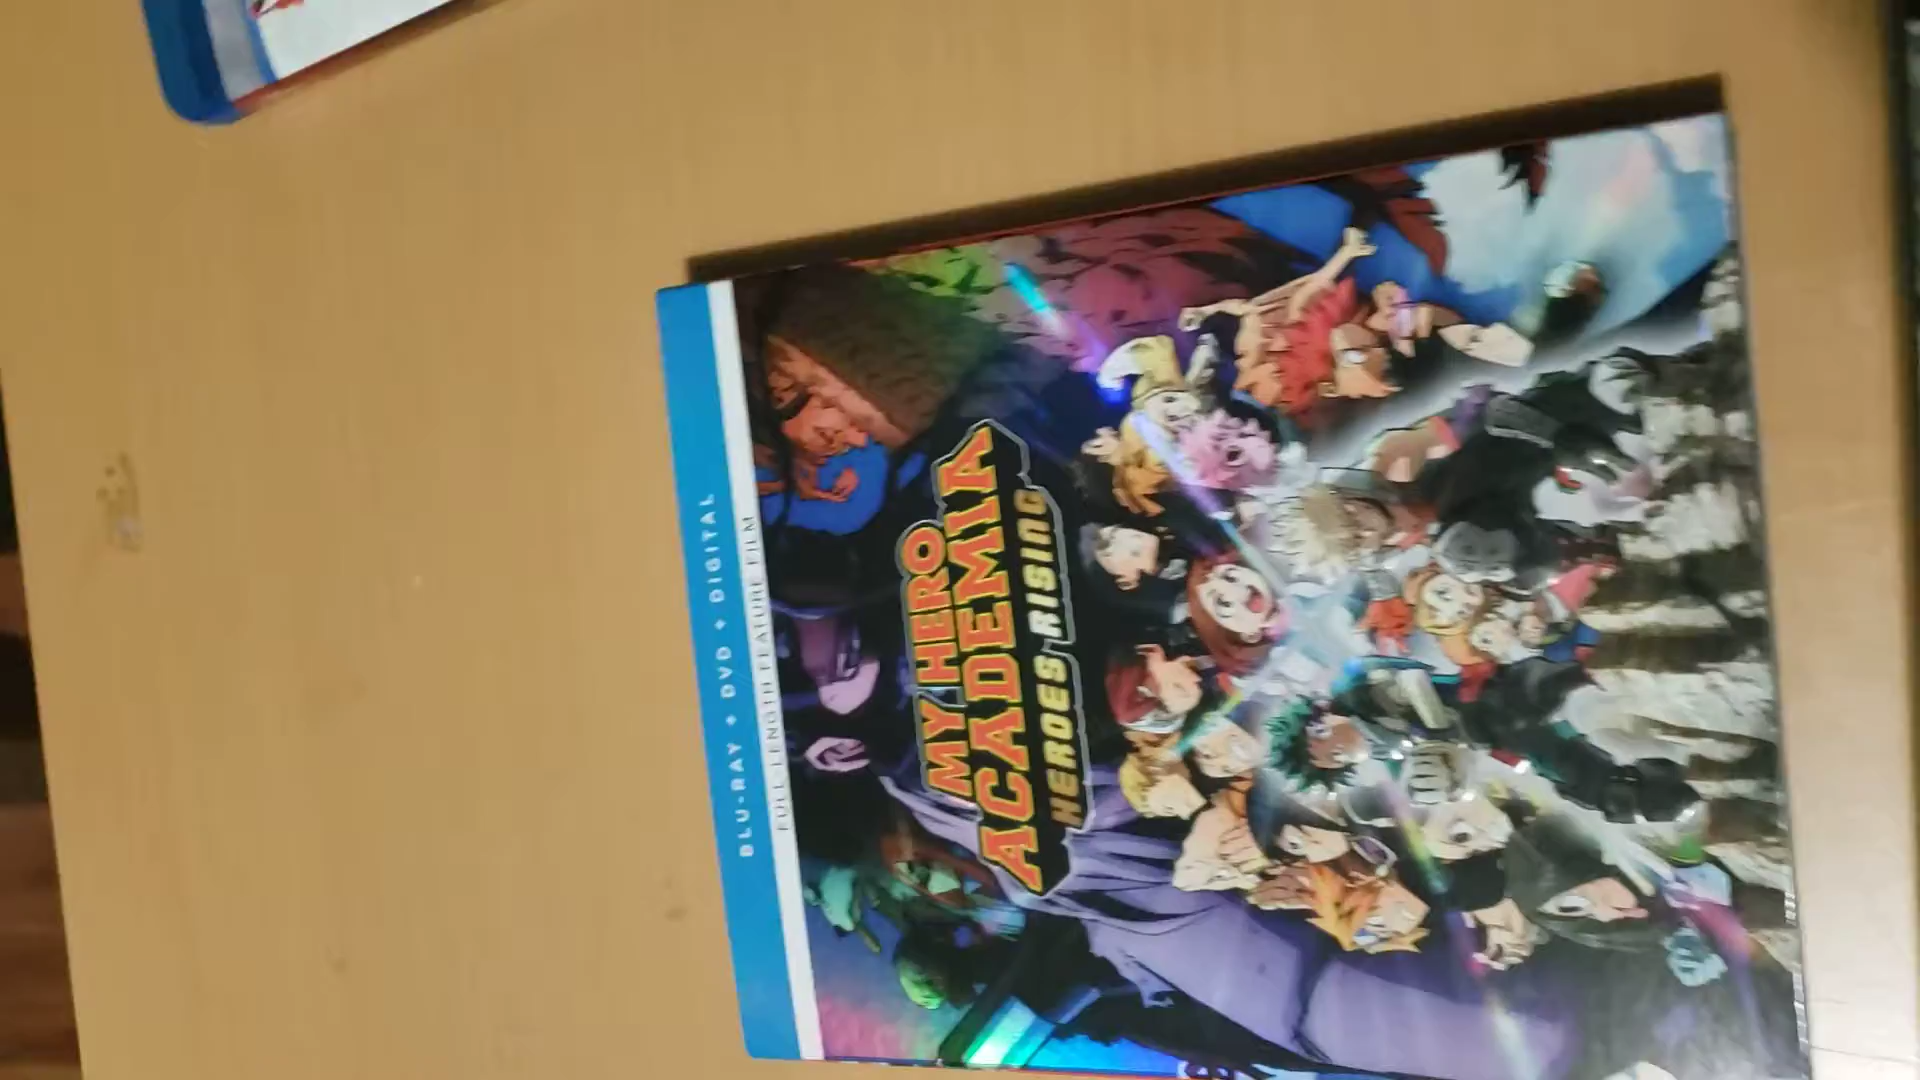 BLU-RAY + DVD + DIGITAL
FULL-LENGTH FEATURE FILM
MY HERO
ACADEMIA
HEROES RISING